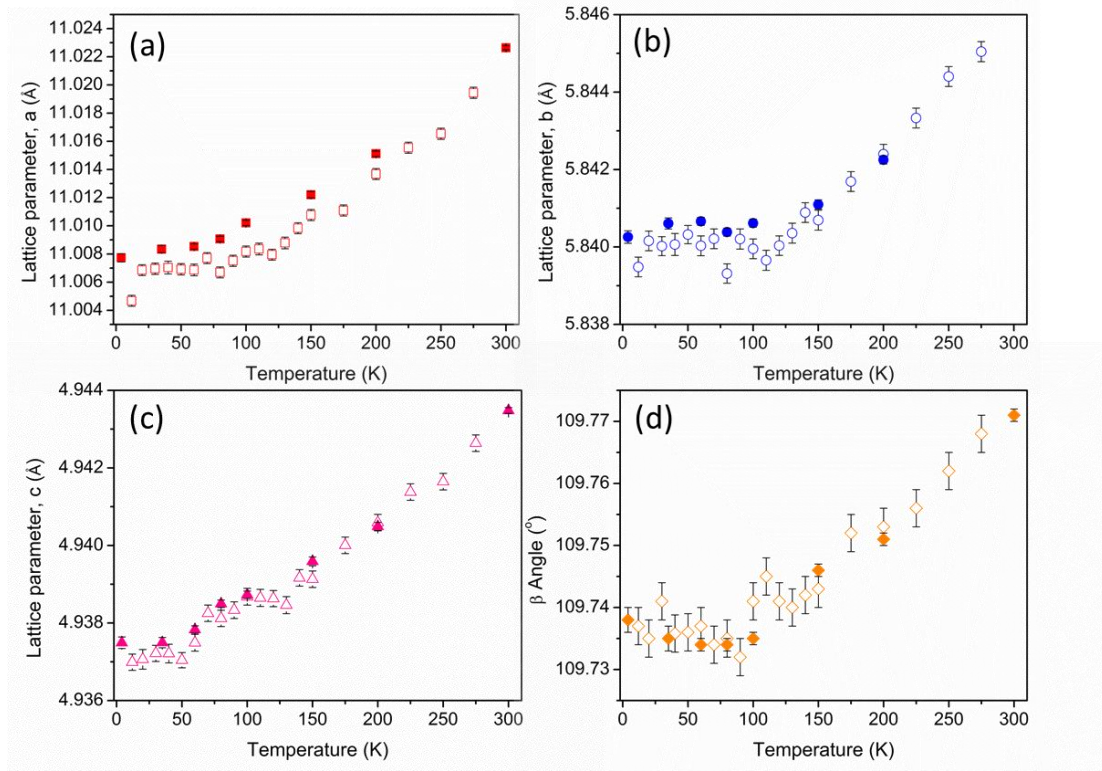 (a)
Lattice parameter, a (Å)
11.024
11.022
11.020
11.018
11.016
11.014
11.012
11.010
11.008
11.006
11.004
0 50 100 150 200 250 300
Temperature (K)
(b)
Lattice parameter, b (Å)
5.846
5.844
5.842
5.840
5.838
0 50 100 150 200 250 300
Temperature (K)
(c)
Lattice parameter, c (Å)
4.944
4.942
4.940
4.938
4.936
0 50 100 150 200 250 300
Temperature (K)
(d)
β Angle (°)
109.77
109.76
109.75
109.74
109.73
0 50 100 150 200 250 300
Temperature (K)